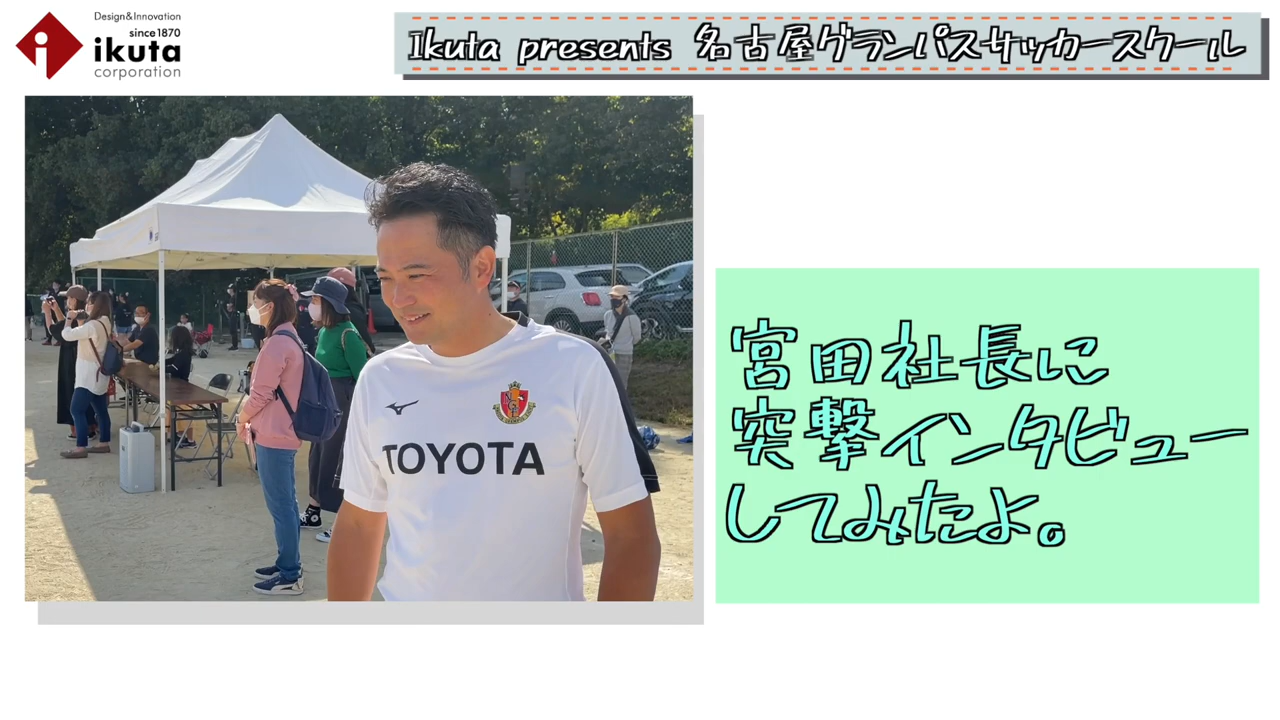 Design&Innovation
since1870
ikuta
corporation
Ikuta presents 名古屋グランパスサッカースクール
TOYOTA
宮田社長に
突撃インタビュー
してみたよ。